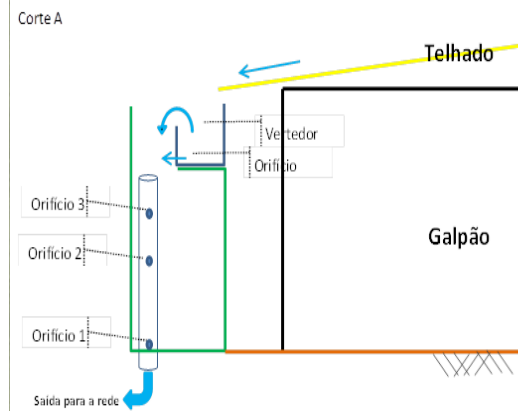 Corte A
Telhado
Vertedor
Orifício
Orifício 3
Orifício 2
Galpão
Orifício 1
Saída para a rede